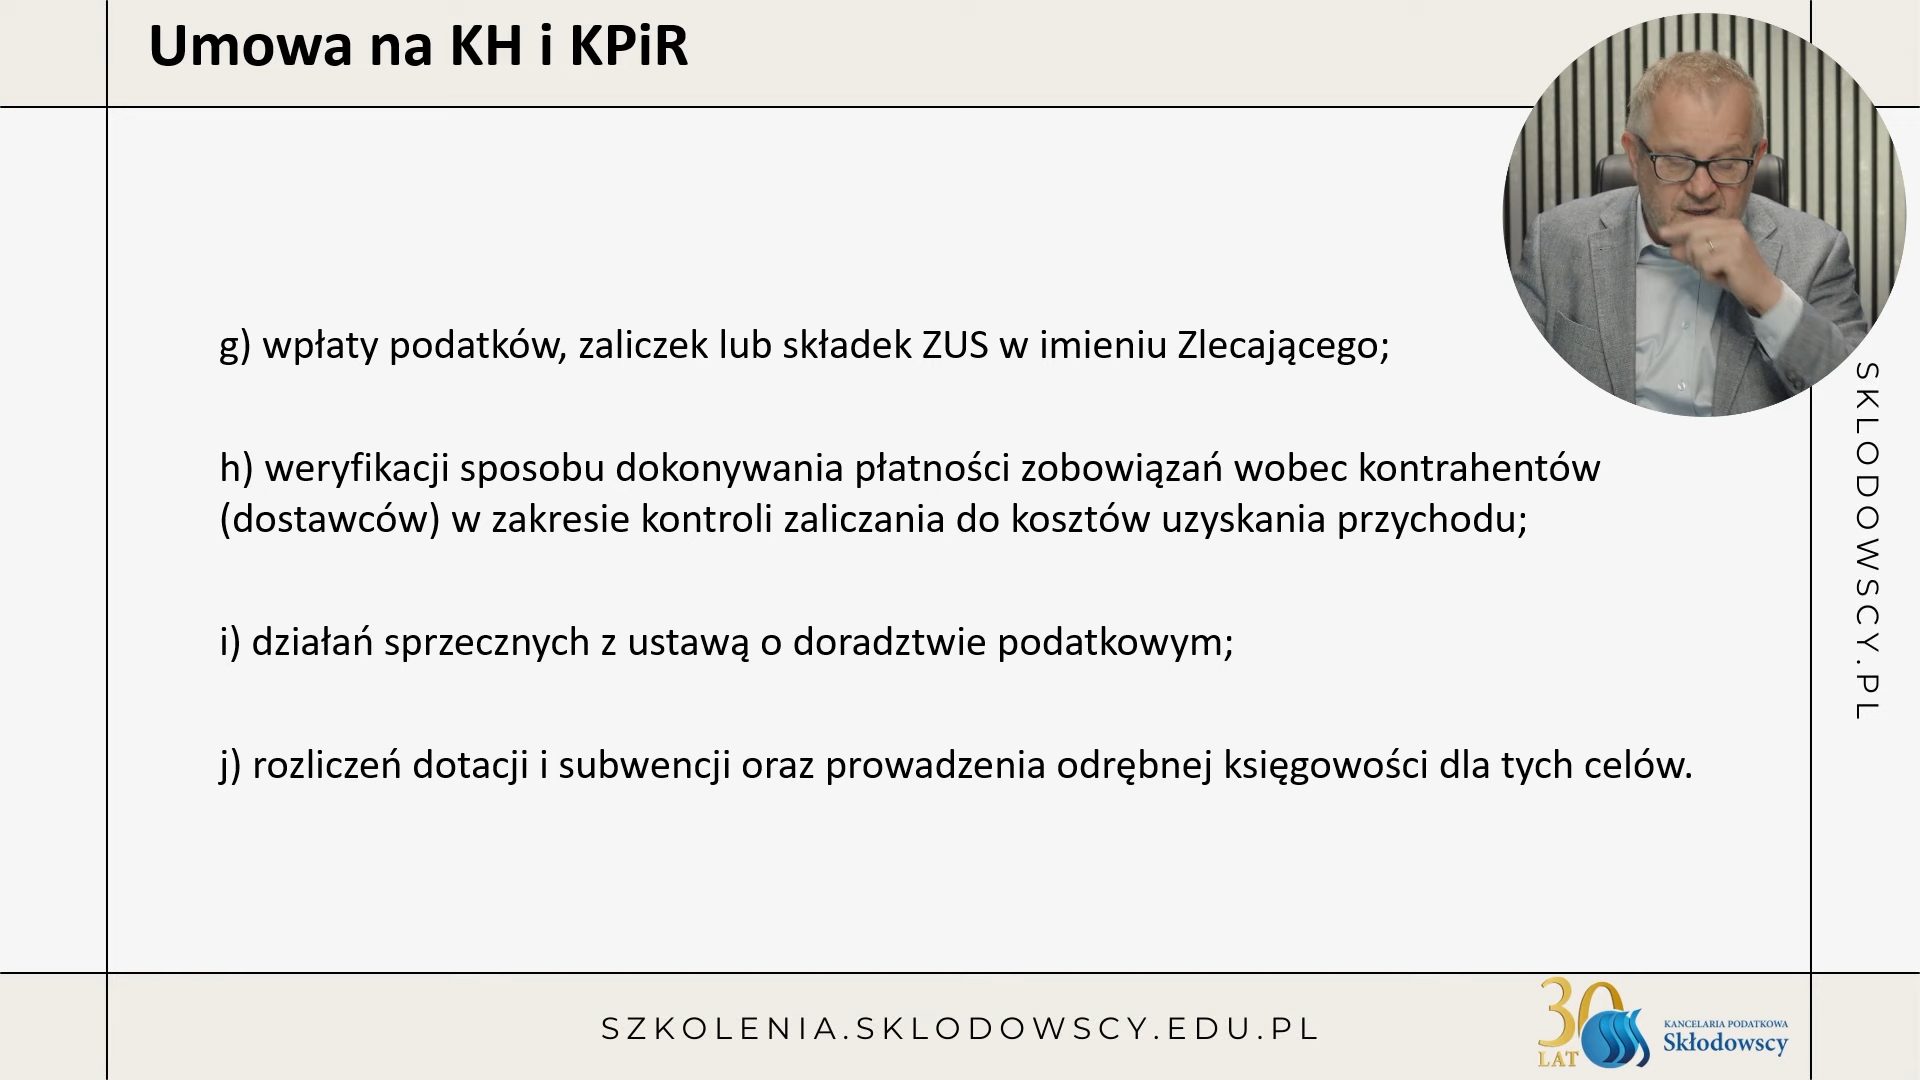 Umowa na KH i KPiR
g) wpłaty podatków, zaliczek lub składek ZUS w imieniu Zlecającego;
h) weryfikacji sposobu dokonywania płatności zobowiązań wobec kontrahentów
(dostawców) w zakresie kontroli zaliczania do kosztów uzyskania przychodu;
i) działań sprzecznych z ustawą o doradztwie podatkowym;
j) rozliczeń dotacji i subwencji oraz prowadzenia odrębnej księgowości dla tych celów.
SKLODOWSCY.PL
SZKOLENIA.SKLODOWSCY.EDU.PL
30
LAT
KANCELARIA PODATKOWA
Skłodowscy